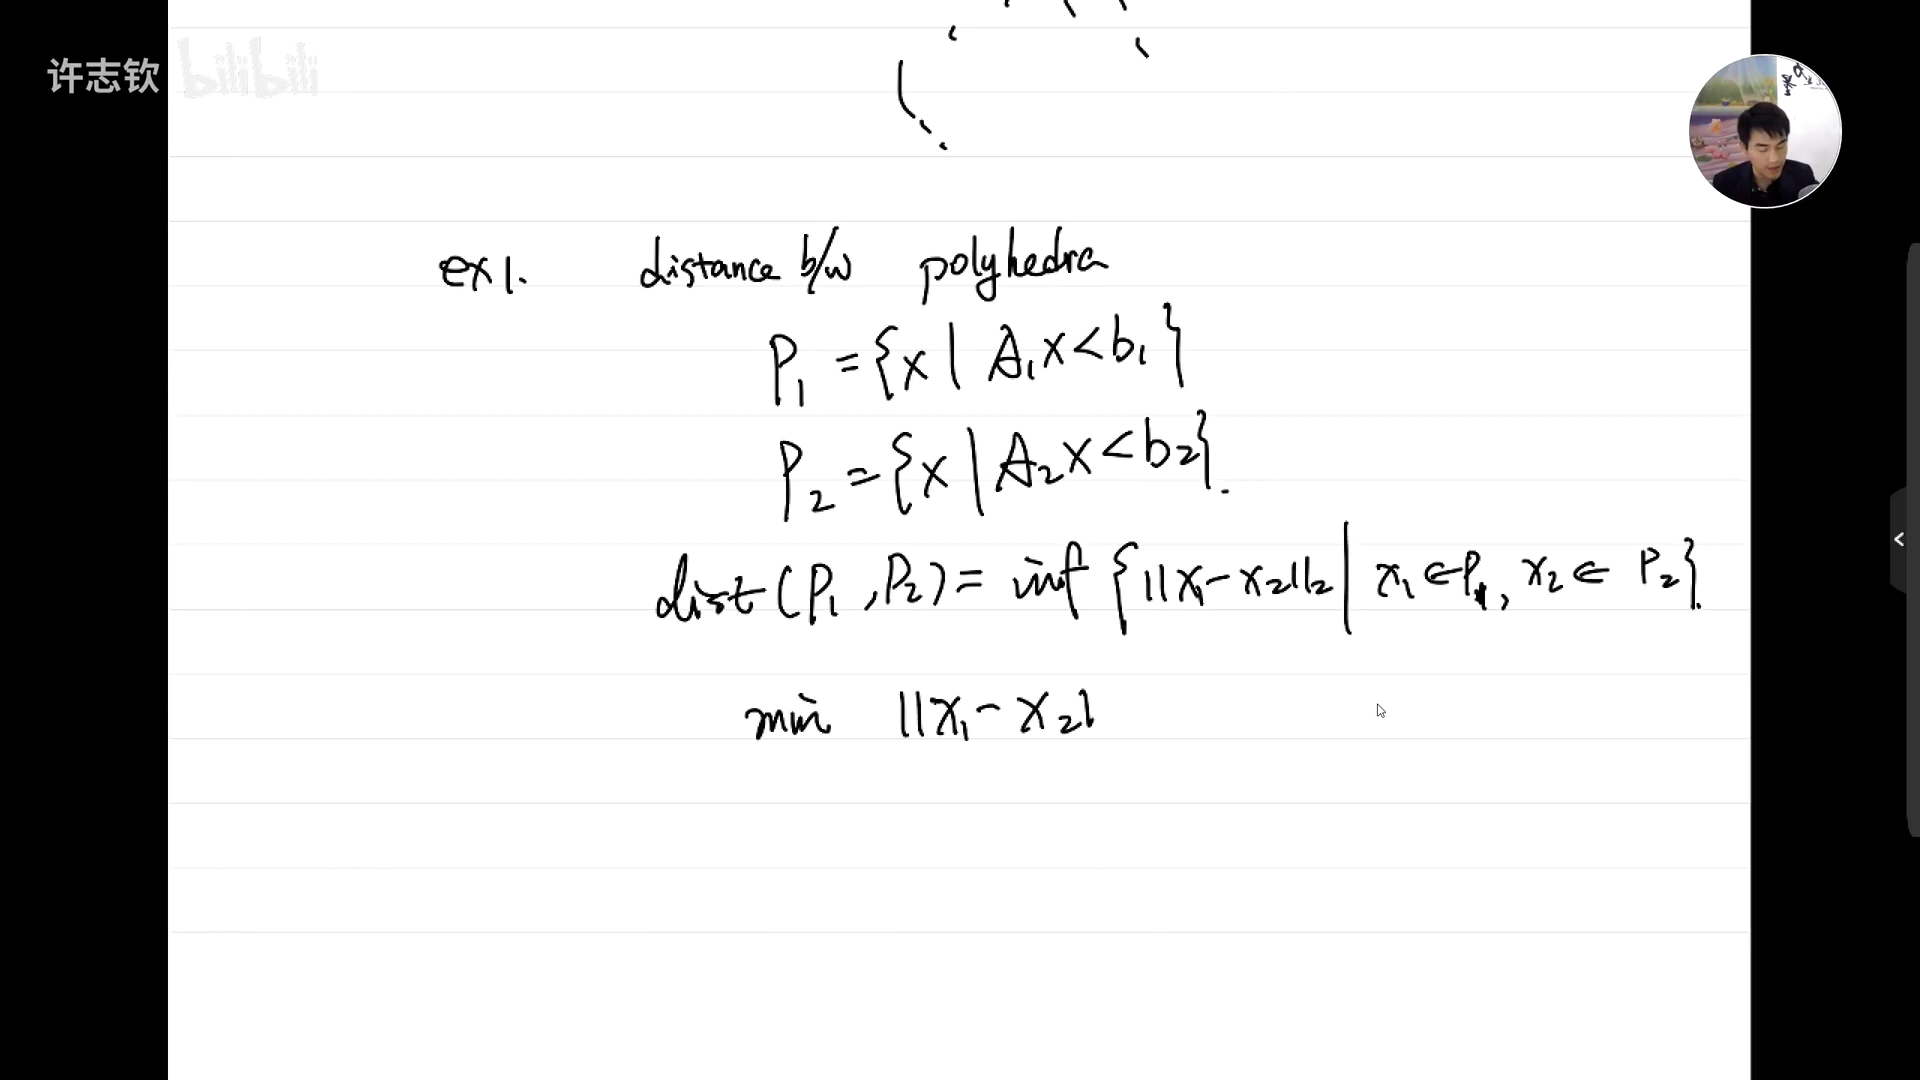 许志钦 bilibili
ex1. distance b/w polyhedra
P₁ = {x | A₁x < b₁}
P₂ = {x | A₂x < b₂}.
dist(P₁, P₂) = inf {||x₁ - x₂||₂ | x₁ ∈ P₁, x₂ ∈ P₂}.
min ||x₁ - x₂|